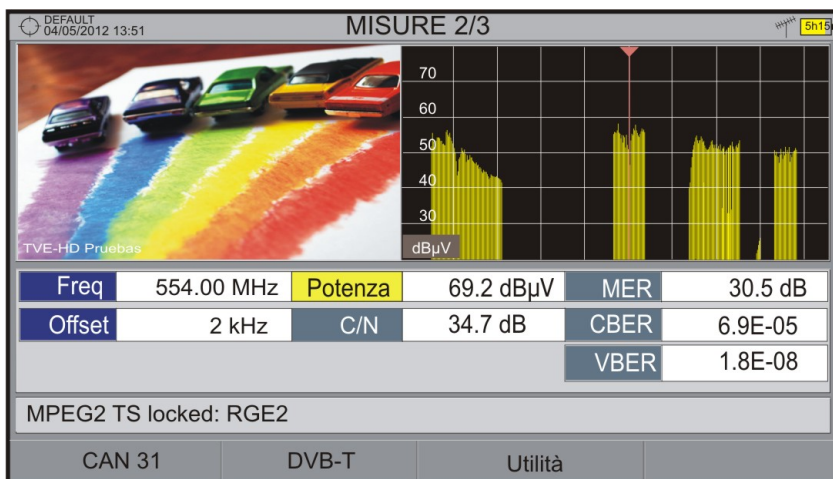 DEFAULT
04/05/2012 13:51
MISURE 2/3
5h15
70
60
50
40
30
dBµV
TVE-HD Pruebas
Freq 554.00 MHz Potenza 69.2 dBµV MER 30.5 dB
Offset 2 kHz C/N 34.7 dB CBER 6.9E-05
VBER 1.8E-08
MPEG2 TS locked: RGE2
CAN 31 DVB-T Utilità